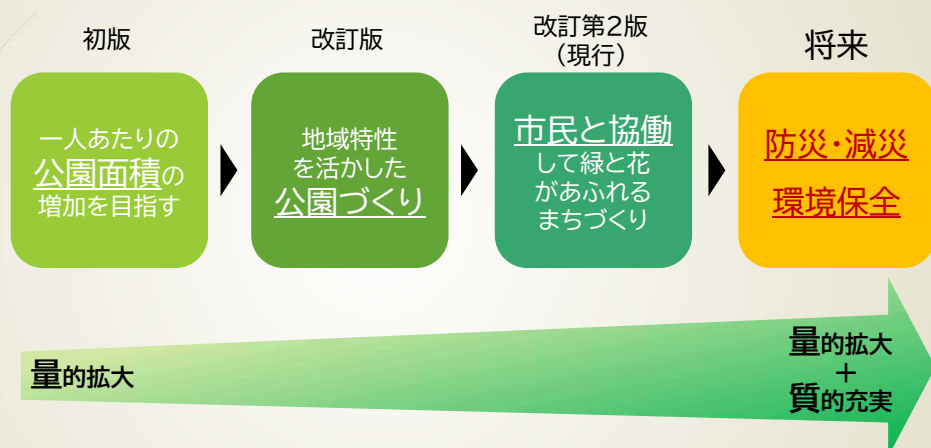 初版
一人あたりの
公園面積の
増加を目指す
改訂版
地域特性
を活かした
公園づくり
改訂第2版
（現行）
市民と協働
して緑と花
があふれる
まちづくり
将来
防災・減災
環境保全
量的拡大
量的拡大
＋
質的充実